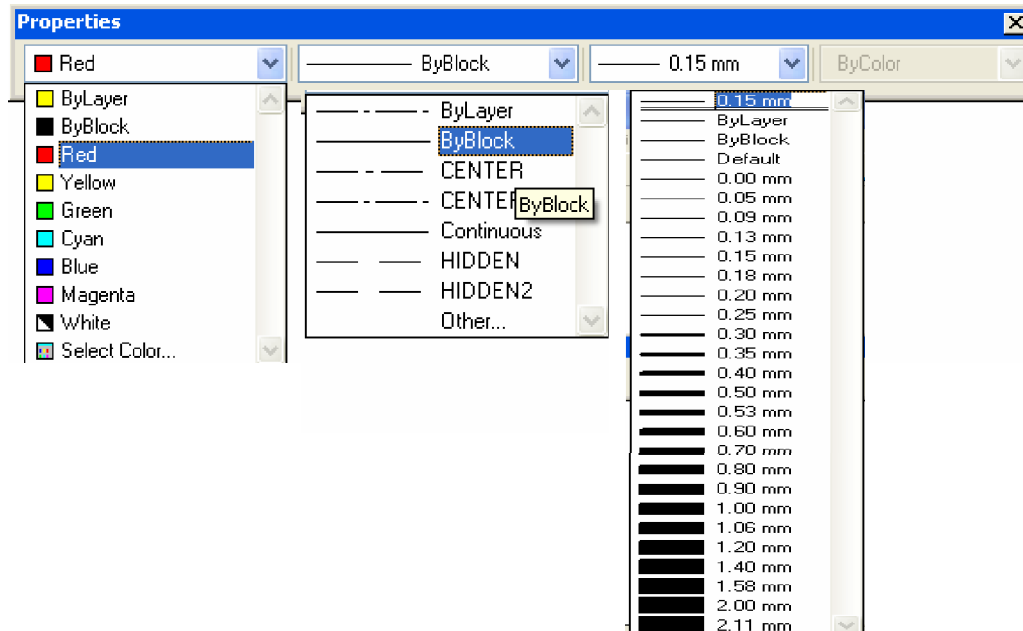 Properties
Red
ByBlock
0.15 mm
ByColor
ByLayer
ByBlock
Red
Yellow
Green
Cyan
Blue
Magenta
White
Select Color...
ByLayer
ByBlock
CENTER
CENTER
ByBlock
Continuous
HIDDEN
HIDDEN2
Other...
0.15 mm
ByLayer
ByBlock
Default
0.00 mm
0.05 mm
0.09 mm
0.13 mm
0.15 mm
0.18 mm
0.20 mm
0.25 mm
0.30 mm
0.35 mm
0.40 mm
0.50 mm
0.53 mm
0.60 mm
0.70 mm
0.80 mm
0.90 mm
1.00 mm
1.06 mm
1.20 mm
1.40 mm
1.58 mm
2.00 mm
2.11 mm